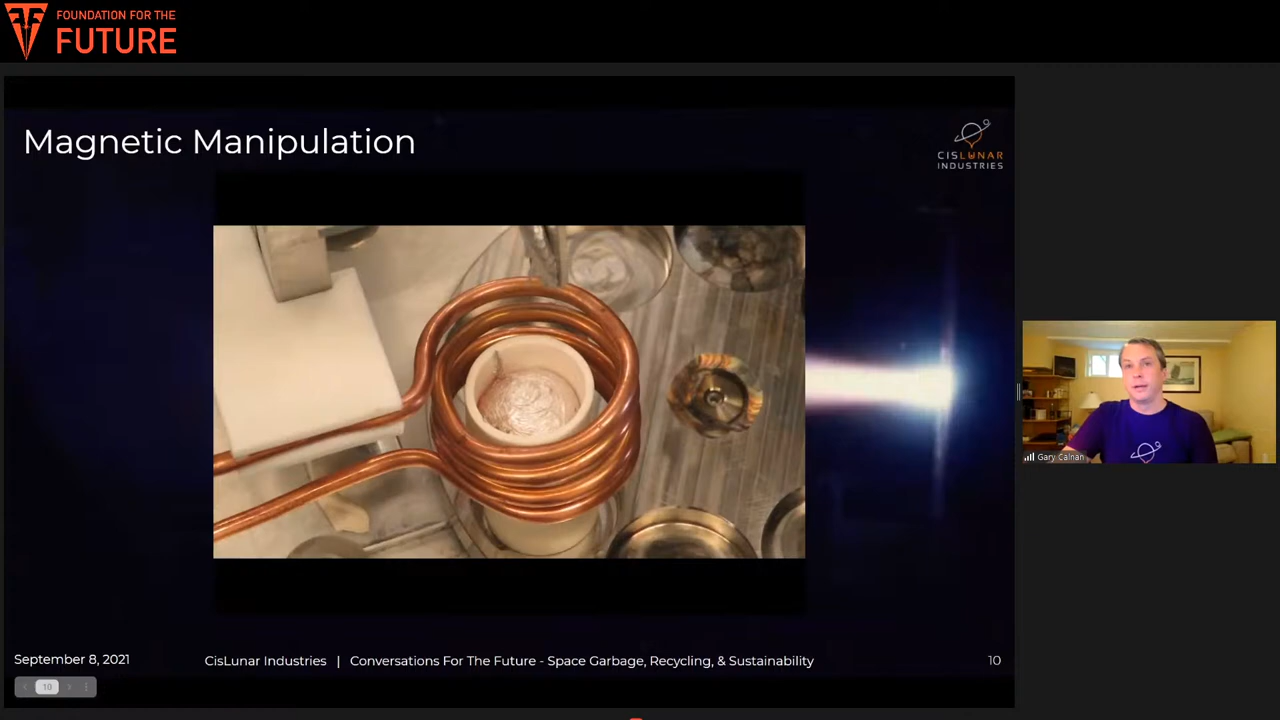 FOUNDATION FOR THE
FUTURE
Magnetic Manipulation
CISLUNAR
INDUSTRIES
Gary Calnan
September 8, 2021
CisLunar Industries | Conversations For The Future - Space Garbage, Recycling, & Sustainability
10
10